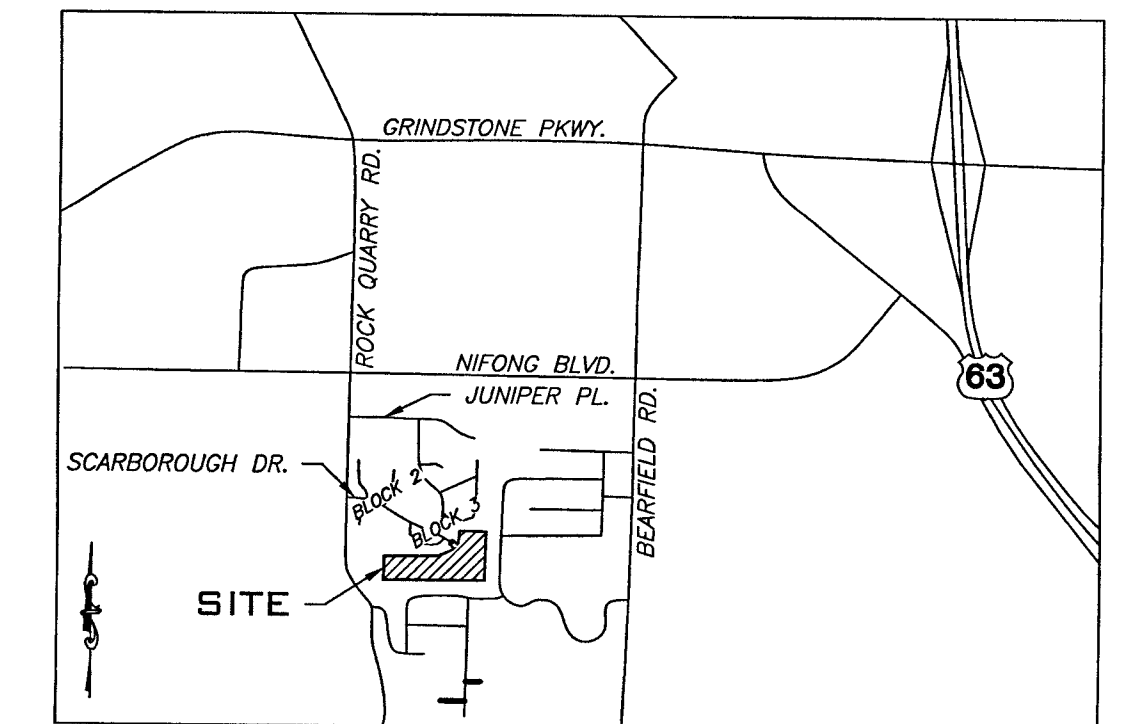 GRINDSTONE PKWY.
ROCK QUARRY RD.
NIFONG BLVD.
JUNIPER PL.
63
BEARFIELD RD.
SCARBOROUGH DR.
BLOCK 2
BLOCK 3
SITE